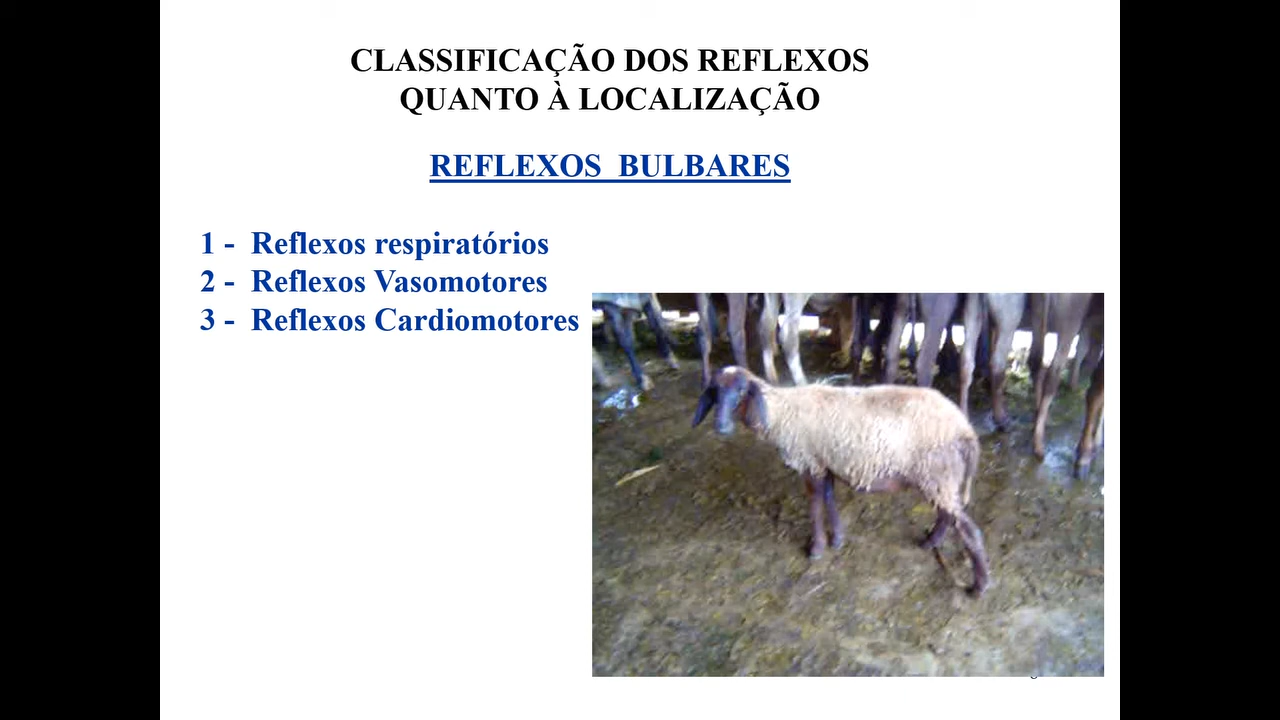 CLASSIFICAÇÃO DOS REFLEXOS
QUANTO À LOCALIZAÇÃO
REFLEXOS BULBARES
1 - Reflexos respiratórios
2 - Reflexos Vasomotores
3 - Reflexos Cardiomotores